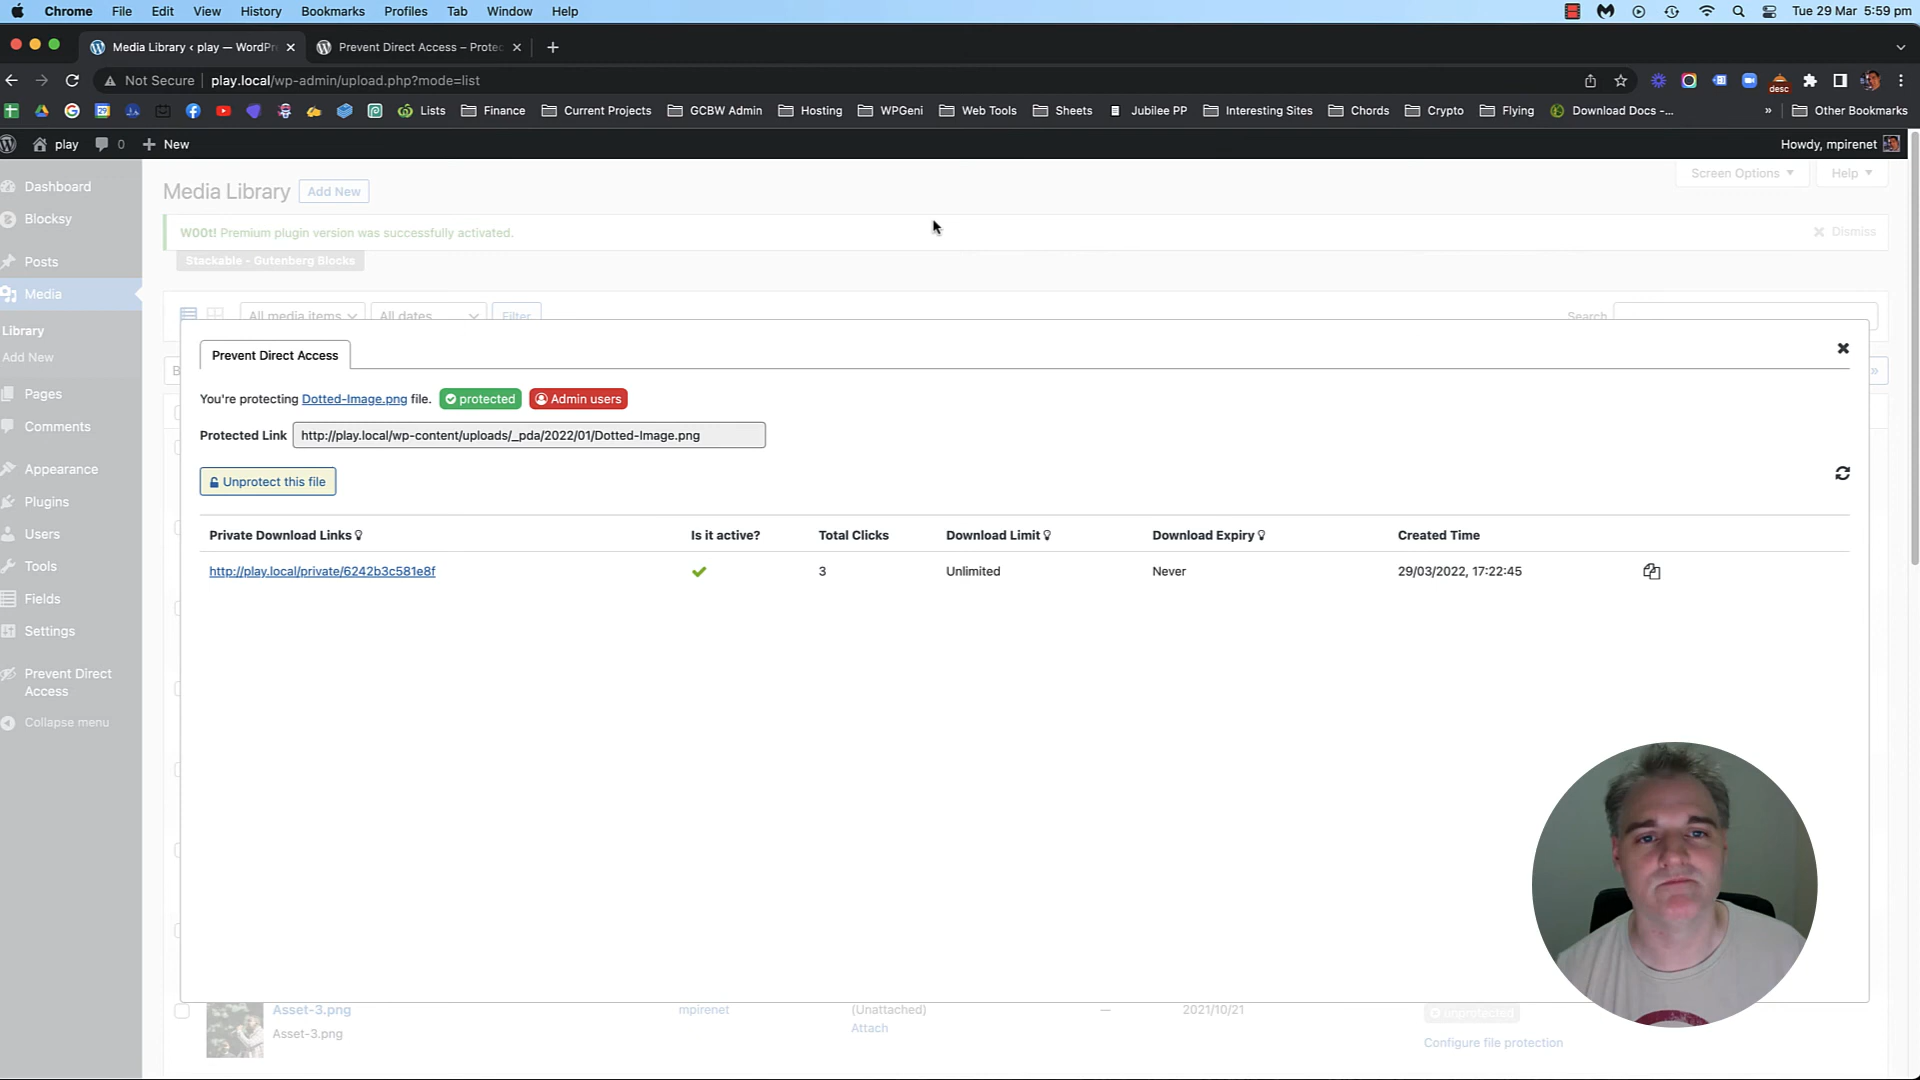 Chrome File Edit View History Bookmarks Profiles Tab Window Help Tue 29 Mar 5:59 pm
Media Library ‹ play — WordPr Prevent Direct Access – Protec
Not Secure play.local/wp-admin/upload.php?mode=list desc
Lists Finance Current Projects GCBW Admin Hosting WPGeni Web Tools Sheets Jubilee PP Interesting Sites Chords Crypto Flying Download Docs -... » Other Bookmarks
play 0 New Howdy, mpirenet
Dashboard
Blocksy
Posts
Media
Library
Add New
Pages
Comments
Appearance
Plugins
Users
Tools
Fields
Settings
Prevent Direct
Access
Collapse menu
Media Library Add New Screen Options Help
W00t! Premium plugin version was successfully activated. Dismiss
Stackable - Gutenberg Blocks
All media items All dates Filter Search
Prevent Direct Access
You're protecting Dotted-Image.png file. protected Admin users
Protected Link http://play.local/wp-content/uploads/_pda/2022/01/Dotted-Image.png
Unprotect this file
Private Download Links Is it active? Total Clicks Download Limit Download Expiry Created Time
http://play.local/private/6242b3c581e8f 3 Unlimited Never 29/03/2022, 17:22:45
Asset-3.png mpirenet (Unattached) — 2021/10/21 unprotected
Asset-3.png Attach
Configure file protection